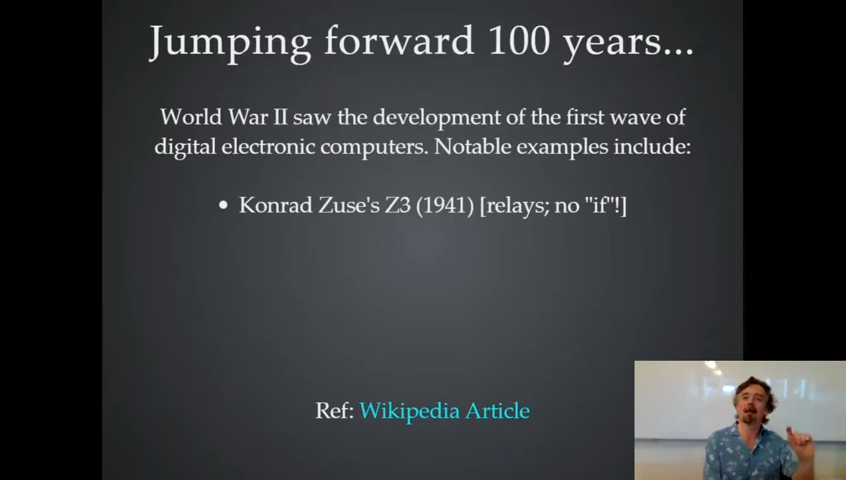 Jumping forward 100 years...
World War II saw the development of the first wave of
digital electronic computers. Notable examples include:
• Konrad Zuse's Z3 (1941) [relays; no "if"!]
Ref: Wikipedia Article